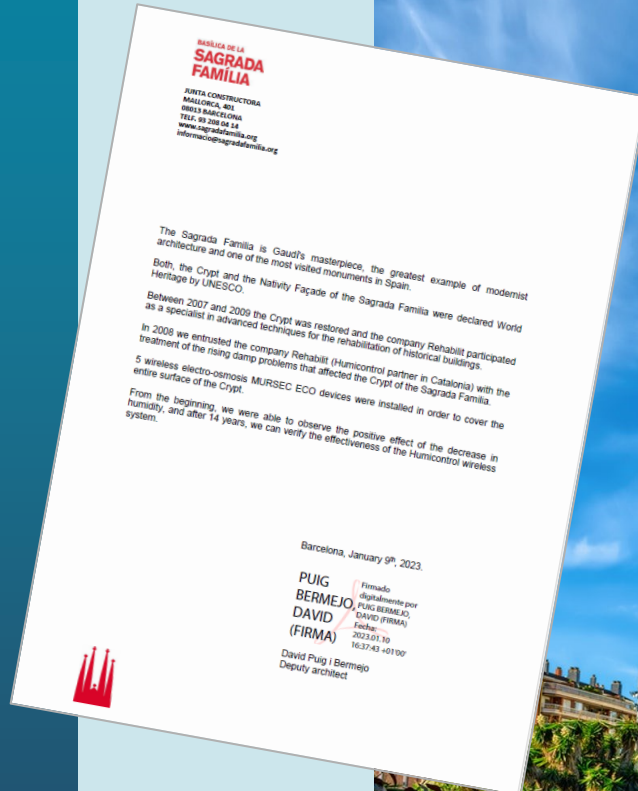 BASÍLICA DE LA
SAGRADA
FAMÍLIA
JUNTA CONSTRUCTORA
MALLORCA, 401
08013 BARCELONA
TELF. 93 208 04 14
www.sagradafamilia.org
informacio@sagradafamilia.org
The Sagrada Familia is Gaudí's masterpiece, the greatest example of modernist
architecture and one of the most visited monuments in Spain.
Both, the Crypt and the Nativity Façade of the Sagrada Familia were declared World
Heritage by UNESCO.
Between 2007 and 2009 the Crypt was restored and the company Rehabilit participated
as a specialist in advanced techniques for the rehabilitation of historical buildings.
In 2008 we entrusted the company Rehabilit (Humicontrol partner in Catalonia) with the
treatment of the rising damp problems that affected the Crypt of the Sagrada Familia.
5 wireless electro-osmosis MURSEC ECO devices were installed in order to cover the
entire surface of the Crypt.
From the beginning, we were able to observe the positive effect of the decrease in
humidity, and after 14 years, we can verify the effectiveness of the Humicontrol wireless
system.
Barcelona, January 9th, 2023.
PUIG
BERMEJO,
DAVID
(FIRMA)
Firmado
digitalmente por
PUIG BERMEJO,
DAVID (FIRMA)
Fecha:
2023.01.10
16:37:43 +01'00'
David Puig i Bermejo
Deputy architect